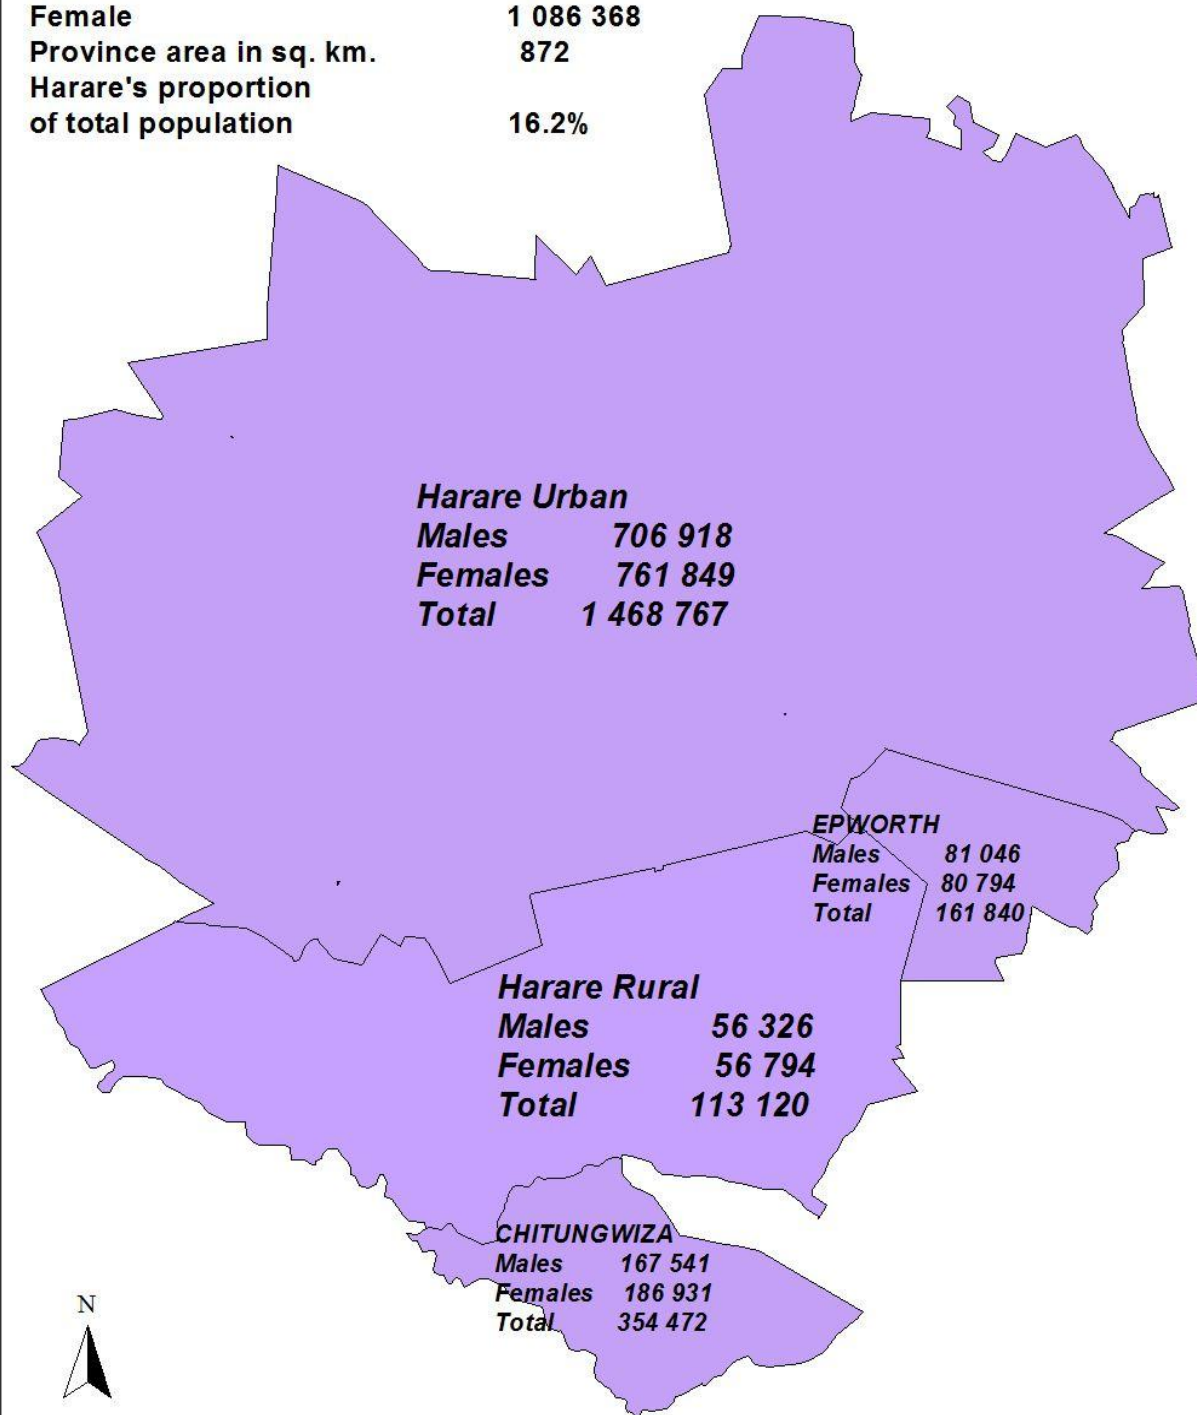 Female 1 086 368
Province area in sq. km. 872
Harare's proportion
of total population 16.2%
Harare Urban
Males 706 918
Females 761 849
Total 1 468 767
EPWORTH
Males 81 046
Females 80 794
Total 161 840
Harare Rural
Males 56 326
Females 56 794
Total 113 120
CHITUNGWIZA
Males 167 541
Females 186 931
Total 354 472
N